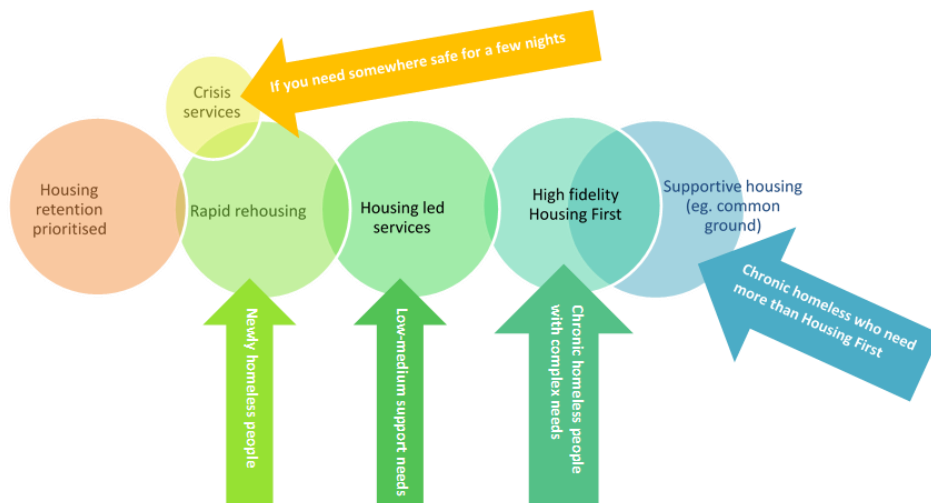 If you need somewhere safe for a few nights
Crisis
services
Housing
retention
prioritised
Rapid rehousing
Housing led
services
High fidelity
Housing First
Supportive housing
(eg. common
ground)
Newly homeless people
Low-medium support needs
Chronic homeless people
with complex needs
Chronic homeless who need
more than Housing First